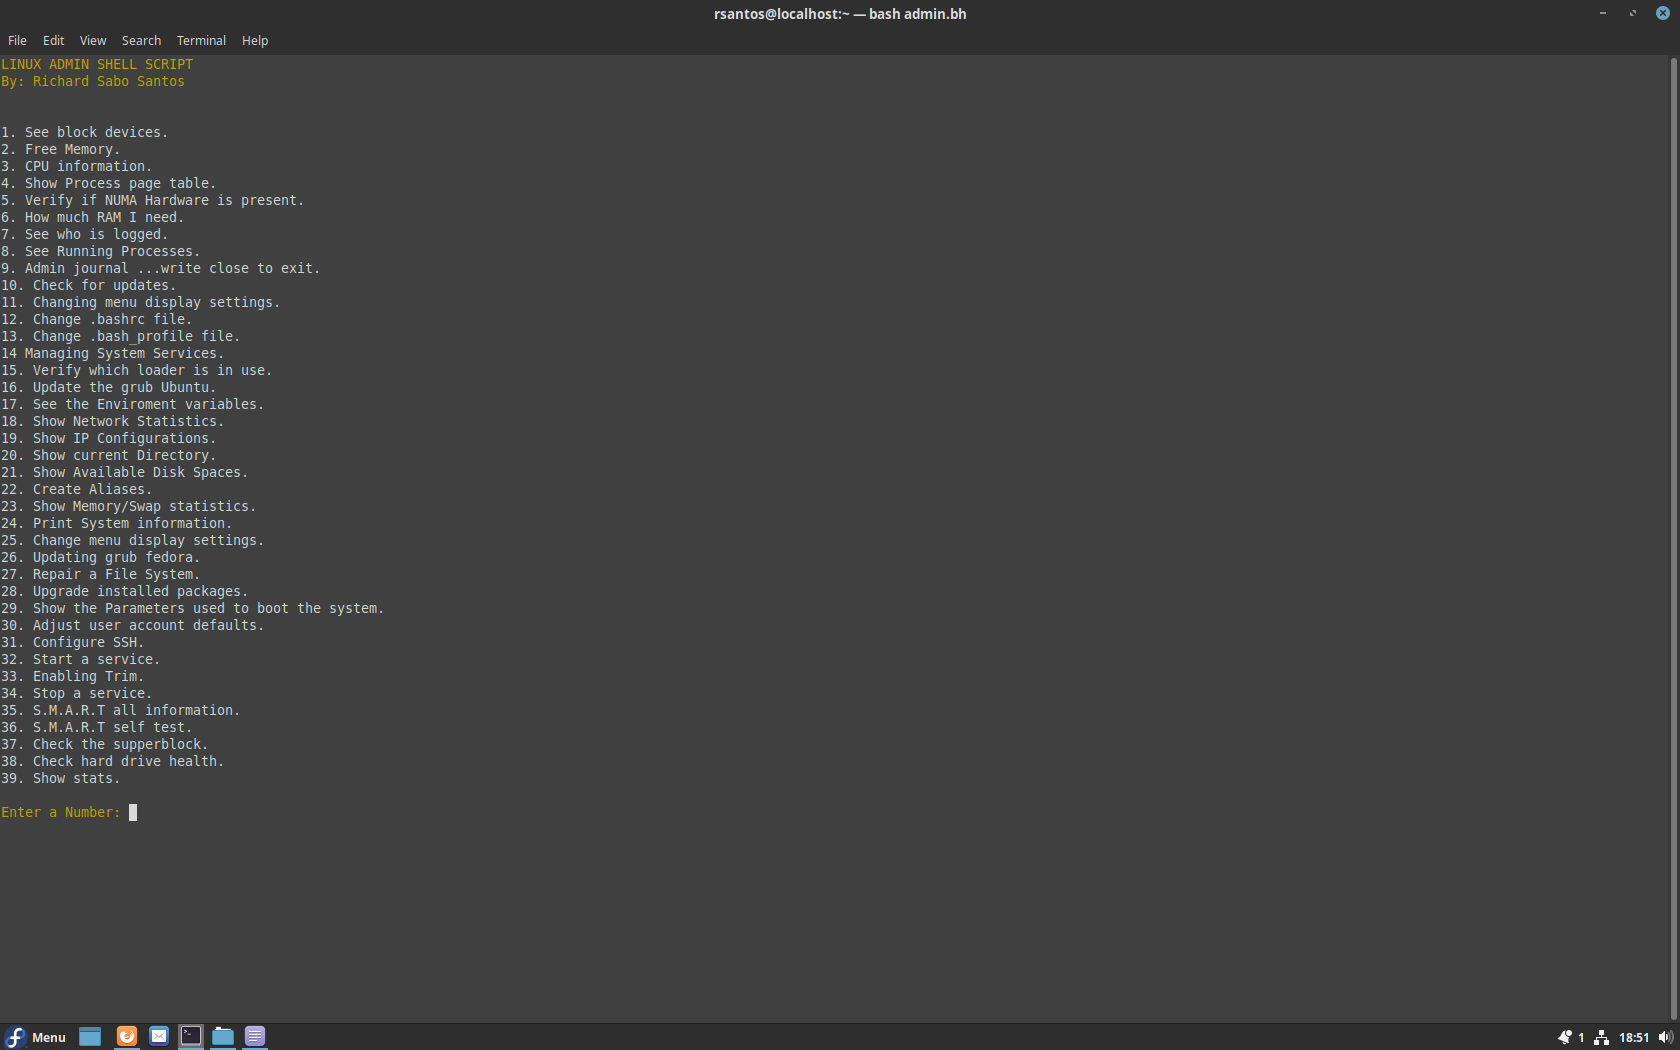 rsantos@localhost:~ — bash admin.bh
File Edit View Search Terminal Help
LINUX ADMIN SHELL SCRIPT
By: Richard Sabo Santos
1. See block devices.
2. Free Memory.
3. CPU information.
4. Show Process page table.
5. Verify if NUMA Hardware is present.
6. How much RAM I need.
7. See who is logged.
8. See Running Processes.
9. Admin journal ...write close to exit.
10. Check for updates.
11. Changing menu display settings.
12. Change .bashrc file.
13. Change .bash_profile file.
14 Managing System Services.
15. Verify which loader is in use.
16. Update the grub Ubuntu.
17. See the Enviroment variables.
18. Show Network Statistics.
19. Show IP Configurations.
20. Show current Directory.
21. Show Available Disk Spaces.
22. Create Aliases.
23. Show Memory/Swap statistics.
24. Print System information.
25. Change menu display settings.
26. Updating grub fedora.
27. Repair a File System.
28. Upgrade installed packages.
29. Show the Parameters used to boot the system.
30. Adjust user account defaults.
31. Configure SSH.
32. Start a service.
33. Enabling Trim.
34. Stop a service.
35. S.M.A.R.T all information.
36. S.M.A.R.T self test.
37. Check the supperblock.
38. Check hard drive health.
39. Show stats.
Enter a Number:
Menu 1 18:51